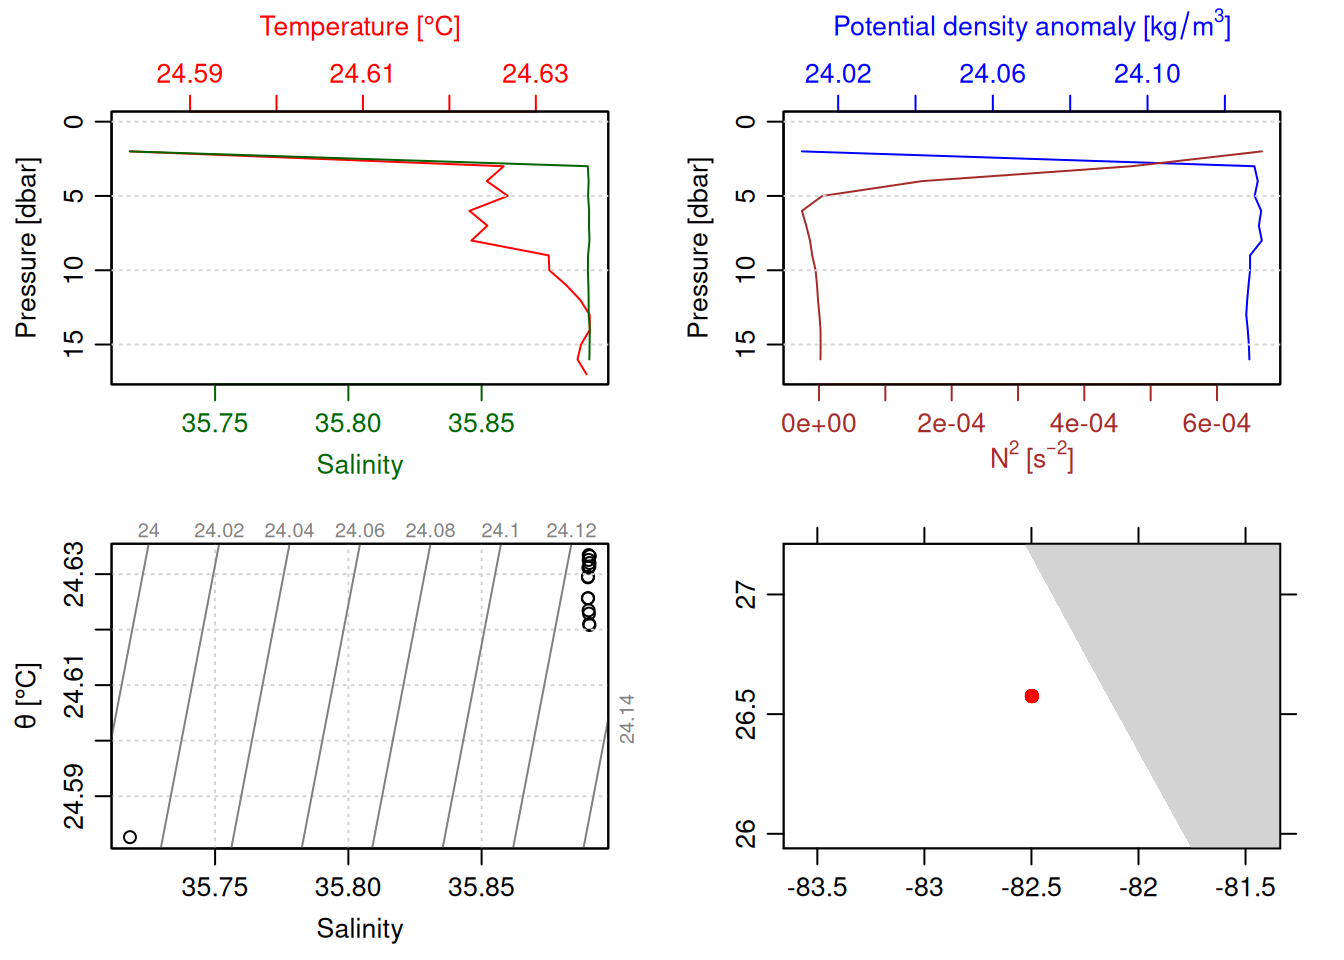 Temperature [°C]
24.59 24.61 24.63
Pressure [dbar]
0 5 10 15
35.75 35.80 35.85
Salinity
Potential density anomaly [kg/m³]
24.02 24.06 24.10
Pressure [dbar]
0 5 10 15
0e+00 2e-04 4e-04 6e-04
N² [s⁻²]
24 24.02 24.04 24.06 24.08 24.1 24.12
24.14
θ [°C]
24.63 24.61 24.59
35.75 35.80 35.85
Salinity
27 26.5 26
-83.5 -83 -82.5 -82 -81.5